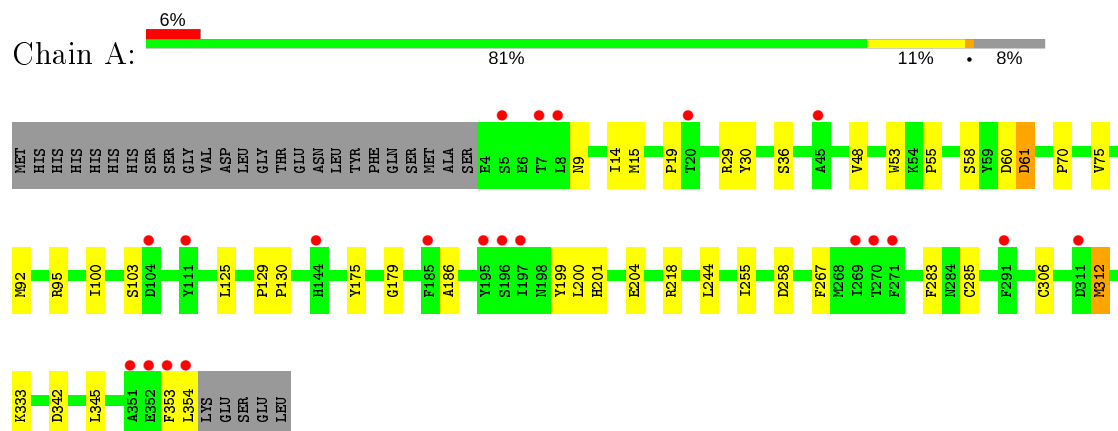 6%
Chain A:
81% 11% • 8%
MET HIS HIS HIS HIS HIS HIS SER SER GLY VAL ASP LEU GLY THR GLU ASN LEU TYR PHE GLN SER MET ALA SER E4 S5 E6 T7 L8 N9 I14 M15 P19 T20 R29 Y30 S36 A45 V48 W53 K54 P55 S58 Y59 D60 D61 P70 V75
M92 R95 I100 S103 D104 Y111 L125 P129 P130 H144 Y175 G179 F185 A186 Y195 S196 I197 N198 Y199 L200 H201 E204 R218 L244 I255 D258 F267 M268 I269 T270 F271 F283 N284 C285 F291 C306 D311 M312
K333 D342 L345 A351 E352 F353 L354 LYS GLU SER GLU LEU